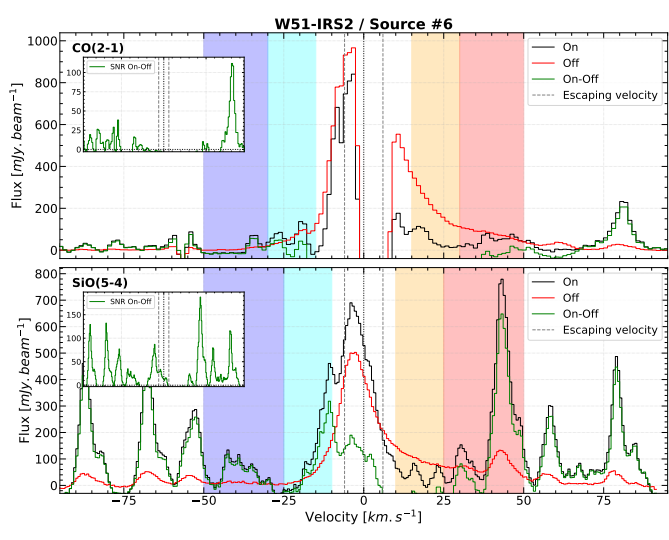 W51-IRS2 / Source #6
CO(2-1)
SNR On-Off
100
75
50
25
0
On
Off
On-Off
Escaping velocity
1000
800
600
400
200
0
Flux [mJy.beam⁻¹]
SiO(5-4)
SNR On-Off
150
100
50
0
On
Off
On-Off
Escaping velocity
800
700
600
500
400
300
200
100
0
Flux [mJy.beam⁻¹]
−75 −50 −25 0 25 50 75
Velocity [km.s⁻¹]